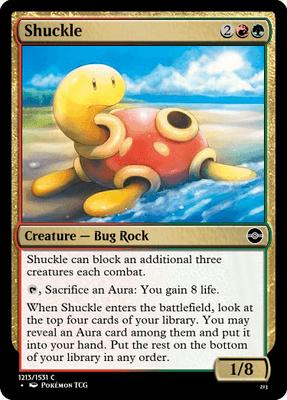 Shuckle 2
Creature — Bug Rock
Shuckle can block an additional three
creatures each combat.
, Sacrifice an Aura: You gain 8 life.
When Shuckle enters the battlefield, look at
the top four cards of your library. You may
reveal an Aura card among them and put it
into your hand. Put the rest on the bottom
of your library in any order.
1/8
1213/1531 C
• Pokémon TCG